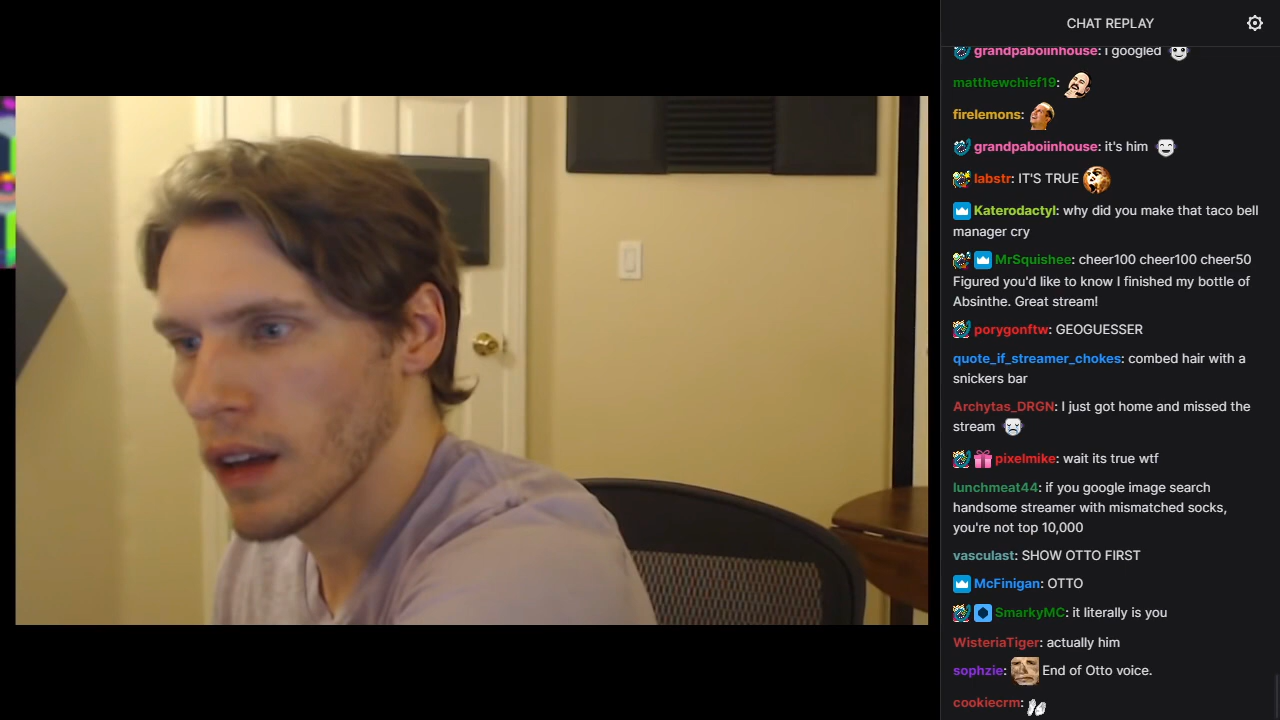 CHAT REPLAY
grandpaboiinhouse: i googled
matthewchief19:
firelemons:
grandpaboiinhouse: it's him
labstr: IT'S TRUE
Katerodactyl: why did you make that taco bell
manager cry
MrSquishee: cheer100 cheer100 cheer50
Figured you'd like to know I finished my bottle of
Absinthe. Great stream!
porygonftw: GEOGUESSER
quote_if_streamer_chokes: combed hair with a
snickers bar
Archytas_DRGN: I just got home and missed the
stream
pixelmike: wait its true wtf
lunchmeat44: if you google image search
handsome streamer with mismatched socks,
you're not top 10,000
vasculast: SHOW OTTO FIRST
McFinigan: OTTO
SmarkyMC: it literally is you
WisteriaTiger: actually him
sophzie: End of Otto voice.
cookiecrm: